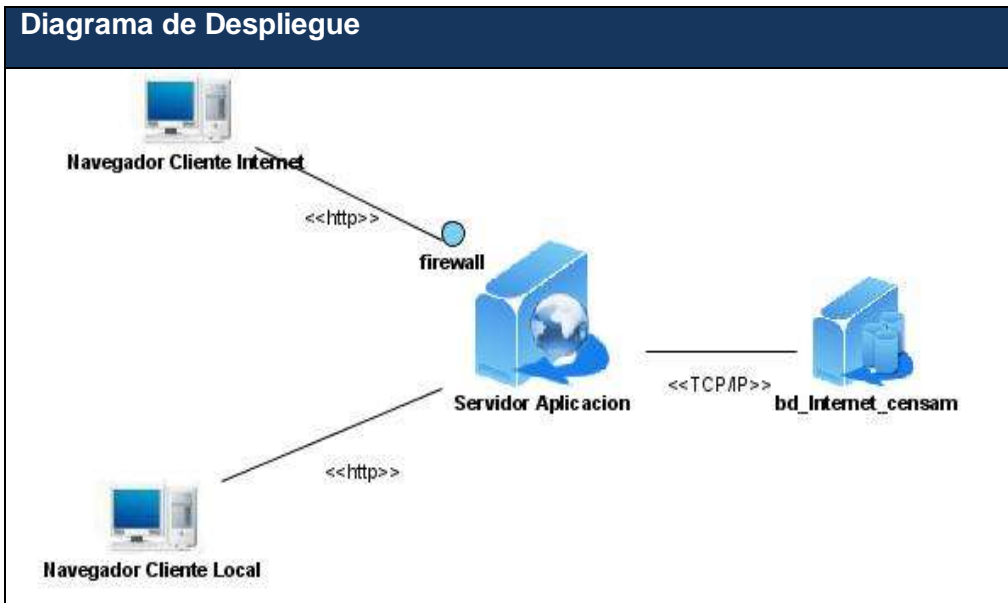 Diagrama de Despliegue
Navegador Cliente Internet
<<http>>
firewall
Servidor Aplicacion
<<TCP/IP>>
bd_Internet_censam
<<http>>
Navegador Cliente Local